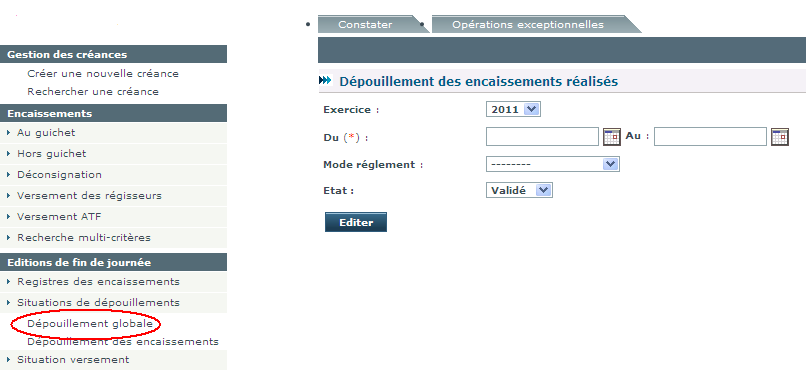 Constater
Opérations exceptionnelles
Gestion des créances
Créer une nouvelle créance
Rechercher une créance
Encaissements
Au guichet
Hors guichet
Déconsignation
Versement des régisseurs
Versement ATF
Recherche multi-critères
Editions de fin de journée
Registres des encaissements
Situations de dépouillements
Dépouillement globale
Dépouillement des encaissements
Situation versement
Dépouillement des encaissements réalisés
Exercice : 2011
Du (*) : Au :
Mode réglement : --------
Etat : Validé
Editer